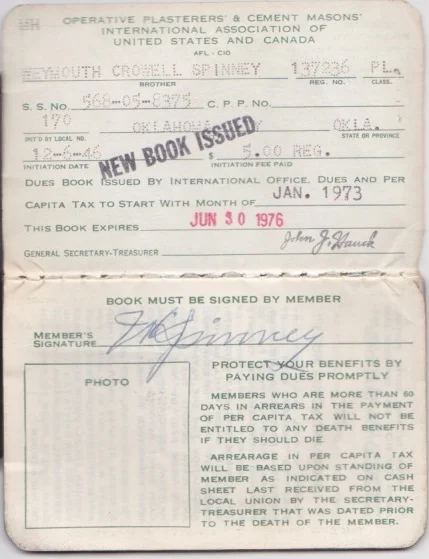 OPERATIVE PLASTERERS' & CEMENT MASONS'
INTERNATIONAL ASSOCIATION OF
UNITED STATES AND CANADA
AFL-CIO
WEYMOUTH CROWELL SPINNEY 137236 PL.
BROTHER REG. NO. CLASS.
S. S. No. 568-05-8375 C. P. P. No.
170 OKLAHOMA OKLA.
INIT'D BY LOCAL NO. STATE OR PROVINCE
12-6-46 $ 5.00 REG.
INITIATION DATE INITIATION FEE PAID
NEW BOOK ISSUED
DUES BOOK ISSUED BY INTERNATIONAL OFFICE. DUES AND PER
CAPITA TAX TO START WITH MONTH OF JAN. 1973
THIS BOOK EXPIRES JUN 30 1976
GENERAL SECRETARY-TREASURER John J. Hauck
BOOK MUST BE SIGNED BY MEMBER
MEMBER'S
SIGNATURE W C Spinney
PHOTO
PROTECT YOUR BENEFITS BY
PAYING DUES PROMPTLY
MEMBERS WHO ARE MORE THAN 60
DAYS IN ARREARS IN THE PAYMENT
OF PER CAPITA TAX WILL NOT BE
ENTITLED TO ANY DEATH BENEFITS
IF THEY SHOULD DIE.
ARREARAGE IN PER CAPITA TAX
WILL BE BASED UPON STANDING OF
MEMBER AS INDICATED ON CASH
SHEET LAST RECEIVED FROM THE
LOCAL UNION BY THE SECRETARY-
TREASURER THAT WAS DATED PRIOR
TO THE DEATH OF THE MEMBER.